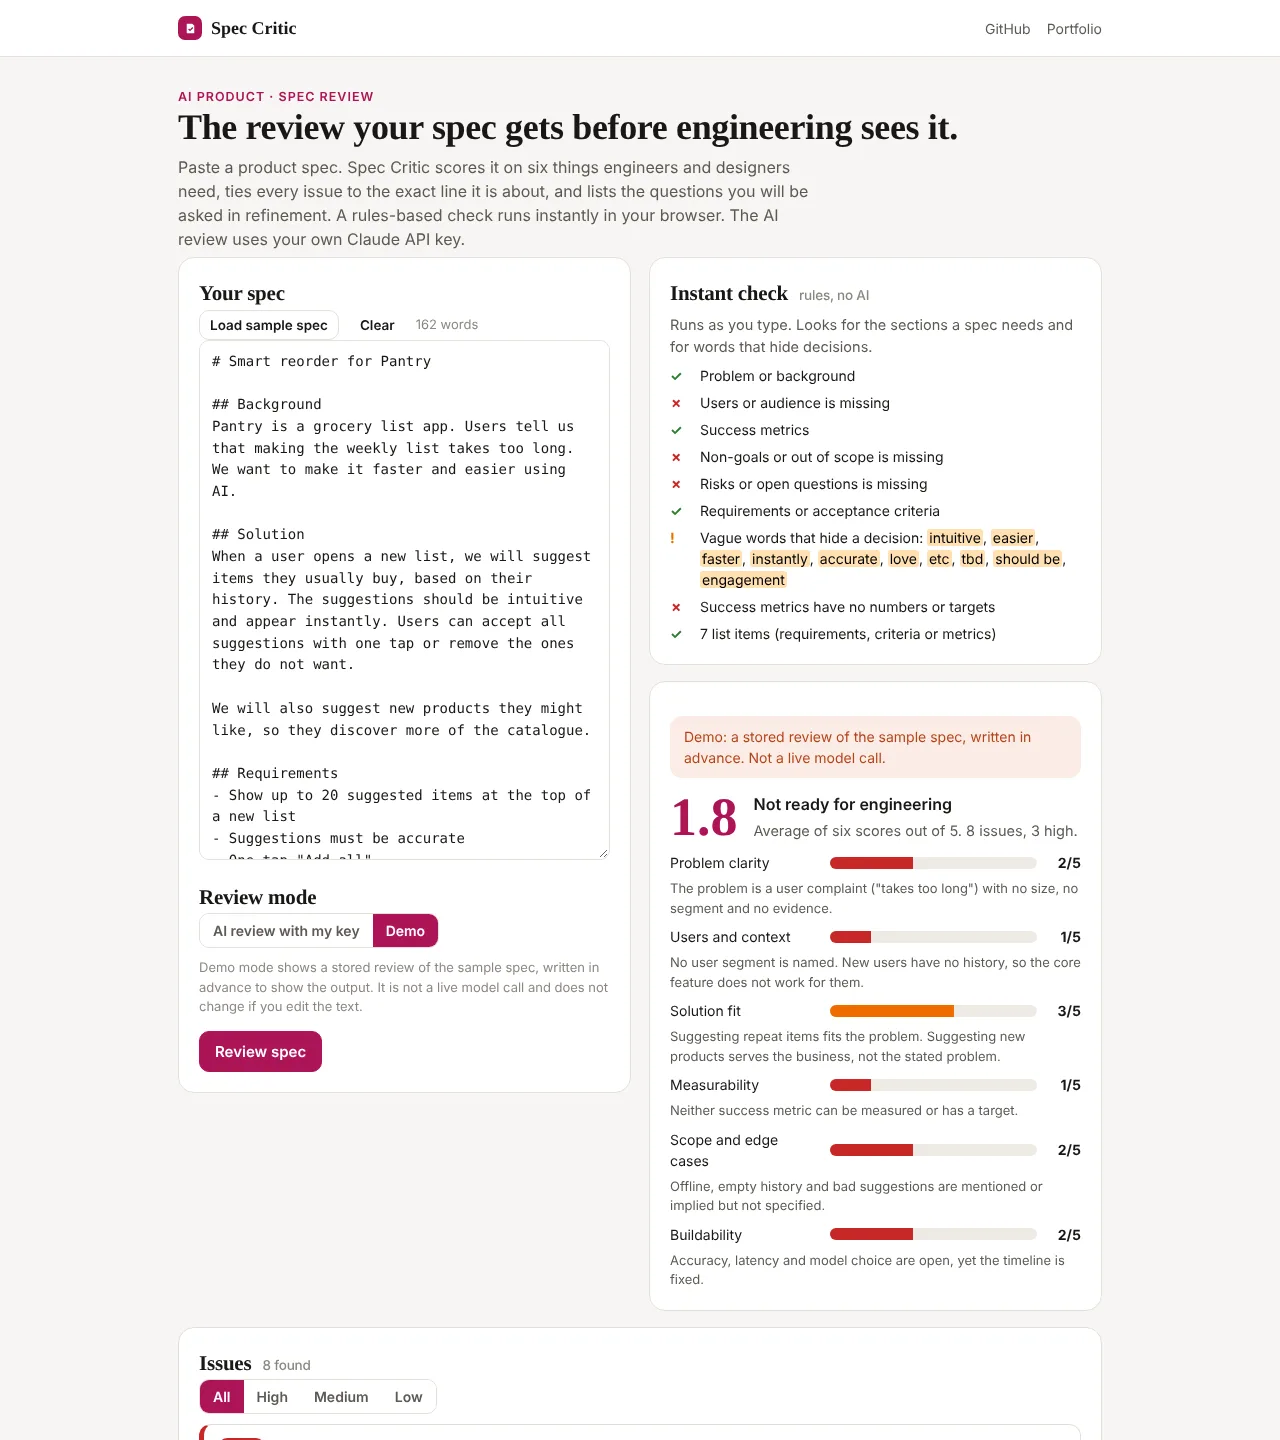 Spec Critic
GitHub Portfolio
AI PRODUCT · SPEC REVIEW
The review your spec gets before engineering sees it.
Paste a product spec. Spec Critic scores it on six things engineers and designers
need, ties every issue to the exact line it is about, and lists the questions you will be
asked in refinement. A rules-based check runs instantly in your browser. The AI
review uses your own Claude API key.
Your spec
Load sample spec Clear 162 words
# Smart reorder for Pantry
## Background
Pantry is a grocery list app. Users tell us
that making the weekly list takes too long.
We want to make it faster and easier using
AI.
## Solution
When a user opens a new list, we will suggest
items they usually buy, based on their
history. The suggestions should be intuitive
and appear instantly. Users can accept all
suggestions with one tap or remove the ones
they do not want.
We will also suggest new products they might
like, so they discover more of the catalogue.
## Requirements
- Show up to 20 suggested items at the top of
a new list
- Suggestions must be accurate
- One tap "Add all"
Review mode
AI review with my key Demo
Demo mode shows a stored review of the sample spec, written in
advance to show the output. It is not a live model call and does not
change if you edit the text.
Review spec
Instant check rules, no AI
Runs as you type. Looks for the sections a spec needs and
for words that hide decisions.
Problem or background
Users or audience is missing
Success metrics
Non-goals or out of scope is missing
Risks or open questions is missing
Requirements or acceptance criteria
! Vague words that hide a decision: intuitive, easier,
faster, instantly, accurate, love, etc, tbd, should be,
engagement
Success metrics have no numbers or targets
7 list items (requirements, criteria or metrics)
Demo: a stored review of the sample spec, written in
advance. Not a live model call.
1.8 Not ready for engineering
Average of six scores out of 5. 8 issues, 3 high.
Problem clarity 2/5
The problem is a user complaint ("takes too long") with no size, no
segment and no evidence.
Users and context 1/5
No user segment is named. New users have no history, so the core
feature does not work for them.
Solution fit 3/5
Suggesting repeat items fits the problem. Suggesting new
products serves the business, not the stated problem.
Measurability 1/5
Neither success metric can be measured or has a target.
Scope and edge
cases 2/5
Offline, empty history and bad suggestions are mentioned or
implied but not specified.
Buildability 2/5
Accuracy, latency and model choice are open, yet the timeline is
fixed.
Issues 8 found
All High Medium Low